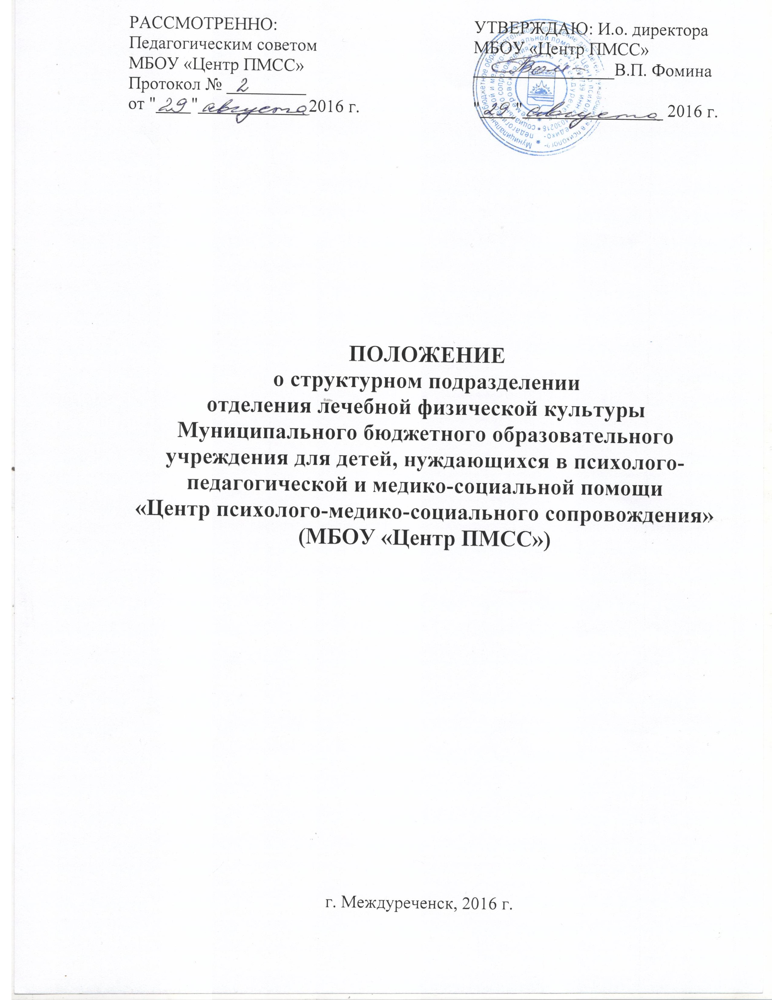 РАССМОТРЕННО:
Педагогическим советом
МБОУ «Центр ПМСС»
Протокол № 2
от "29" августа 2016 г.
УТВЕРЖДАЮ: И.о. директора
МБОУ «Центр ПМСС»
В.П. Фомина
"29" августа 2016 г.
ПОЛОЖЕНИЕ
о структурном подразделении
отделения лечебной физической культуры
Муниципального бюджетного образовательного
учреждения для детей, нуждающихся в психолого-
педагогической и медико-социальной помощи
«Центр психолого-медико-социального сопровождения»
(МБОУ «Центр ПМСС»)
г. Междуреченск, 2016 г.